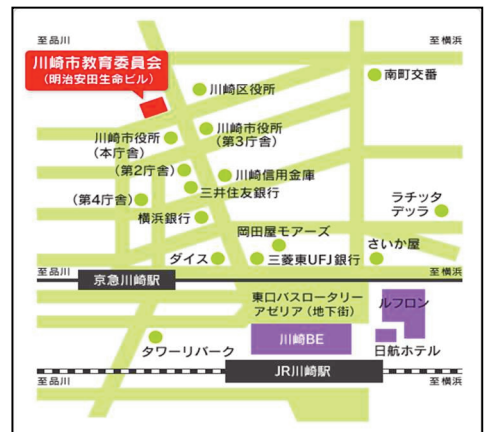 至品川
至横浜
川崎市教育委員会
(明治安田生命ビル)
川崎区役所
南町交番
川崎市役所
(本庁舎)
川崎市役所
(第3庁舎)
(第2庁舎)
川崎信用金庫
三井住友銀行
(第4庁舎)
横浜銀行
ラチッタ
デッラ
岡田屋モアーズ
ダイス
三菱東UFJ銀行
さいか屋
至品川
至横浜
京急川崎駅
東口バスロータリー
アゼリア(地下街)
ルフロン
川崎BE
タワーリパーク
日航ホテル
JR川崎駅
至品川
至横浜